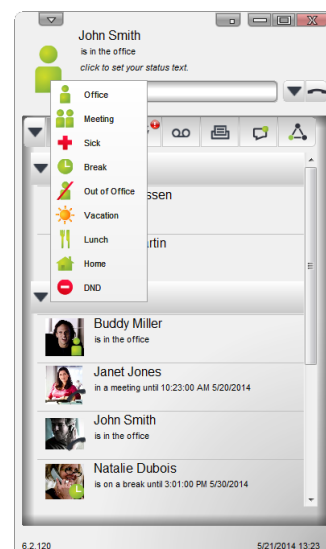 John Smith
is in the office
click to set your status text.
Office
Meeting
Sick
Break
Out of Office
Vacation
Lunch
Home
DND
ssen
artin
Buddy Miller
is in the office
Janet Jones
in a meeting until 10:23:00 AM 5/20/2014
John Smith
is in the office
Natalie Dubois
is on a break until 3:01:00 PM 5/30/2014
6.2.120
5/21/2014 13:23